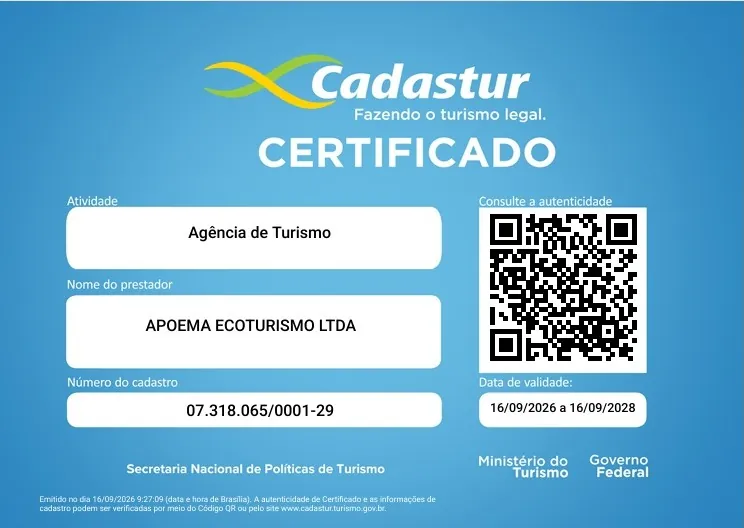 Cadastur
Fazendo o turismo legal.
CERTIFICADO
Atividade
Agência de Turismo
Nome do prestador
APOEMA ECOTURISMO LTDA
Número do cadastro
07.318.065/0001-29
Consulte a autenticidade
Data de validade:
16/09/2026 a 16/09/2028
Secretaria Nacional de Políticas de Turismo
Ministério do
Turismo
Governo
Federal
Emitido no dia 16/09/2026 9:27:09 (data e hora de Brasília). A autenticidade de Certificado e as informações de
cadastro podem ser verificadas por meio do Código QR ou pelo site www.cadastur.turismo.gov.br.